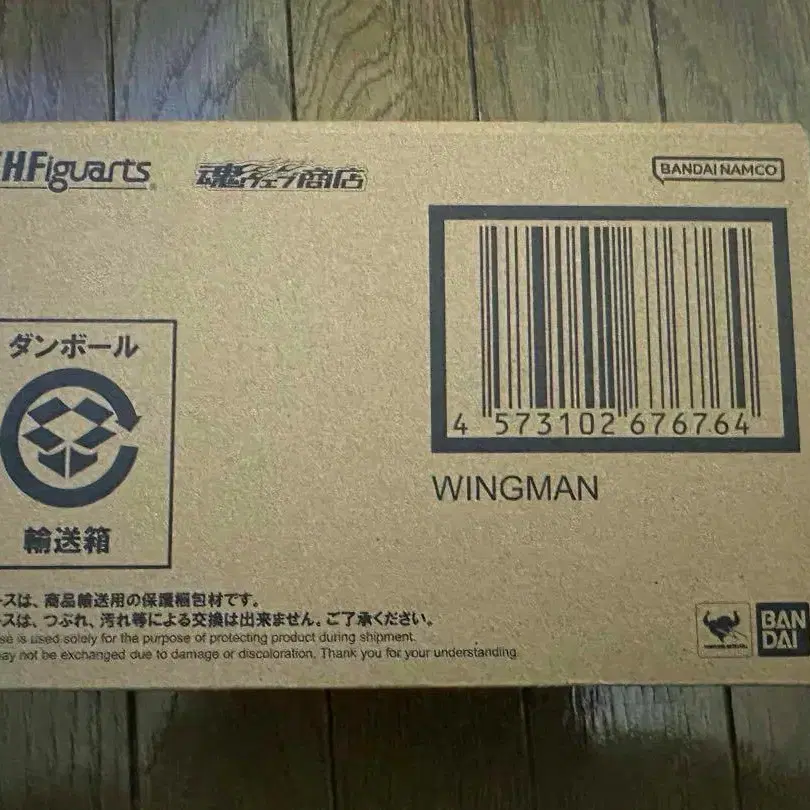 .H.Figuarts
魂ウェブ商店
BANDAI NAMCO
4 573102 676764
WINGMAN
ダンボール
輸送箱
ースは、商品輸送用の保護梱包材です。
ースは、つぶれ、汚れ等による交換は出来ません。ご了承ください。
se is used solely for the purpose of protecting product during shipment.
may not be exchanged due to damage or discoloration. Thank you for your understanding.
BAN
DAI